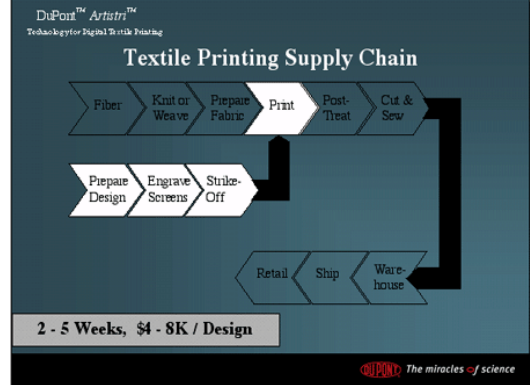 DuPont™ Artistri™
Technology for Digital Textile Printing
Textile Printing Supply Chain
Fiber
Knit or
Weave
Prepare
Fabric
Print
Post-
Treat
Cut &
Sew
Prepare
Design
Engrave
Screens
Strike-
Off
Retail
Ship
Ware-
house
2 - 5 Weeks, $4 - 8K / Design
DUPONT The miracles of science